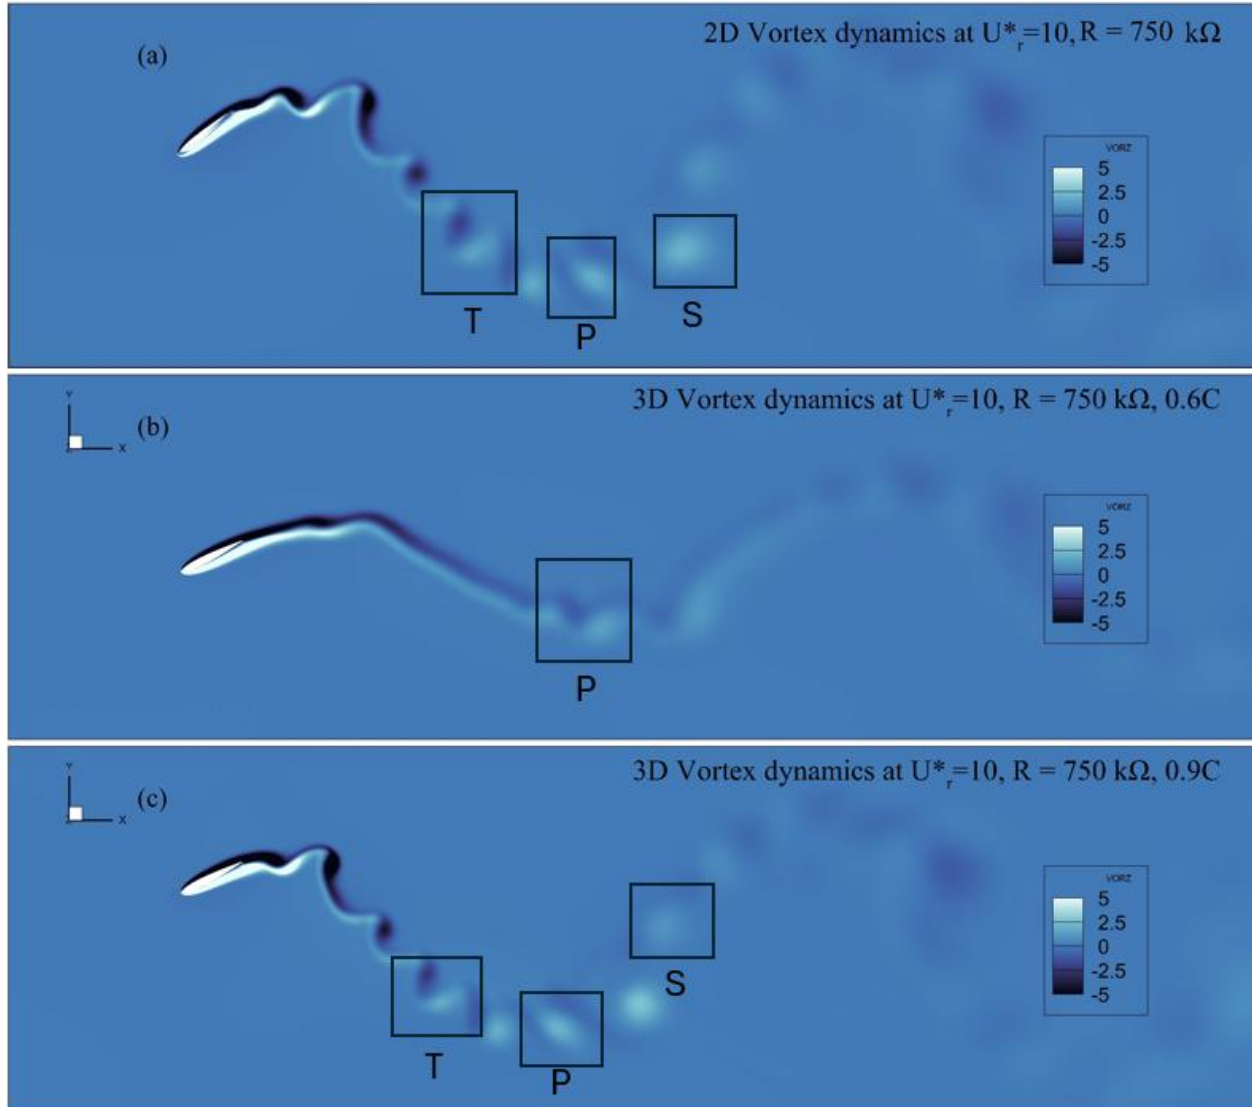 2D Vortex dynamics at U*r=10, R = 750 kΩ
(a)
VORZ
5
2.5
0
-2.5
-5
T
P
S
Y
X
3D Vortex dynamics at U*r=10, R = 750 kΩ, 0.6C
(b)
VORZ
5
2.5
0
-2.5
-5
P
Y
X
3D Vortex dynamics at U*r=10, R = 750 kΩ, 0.9C
(c)
VORZ
5
2.5
0
-2.5
-5
S
T
P